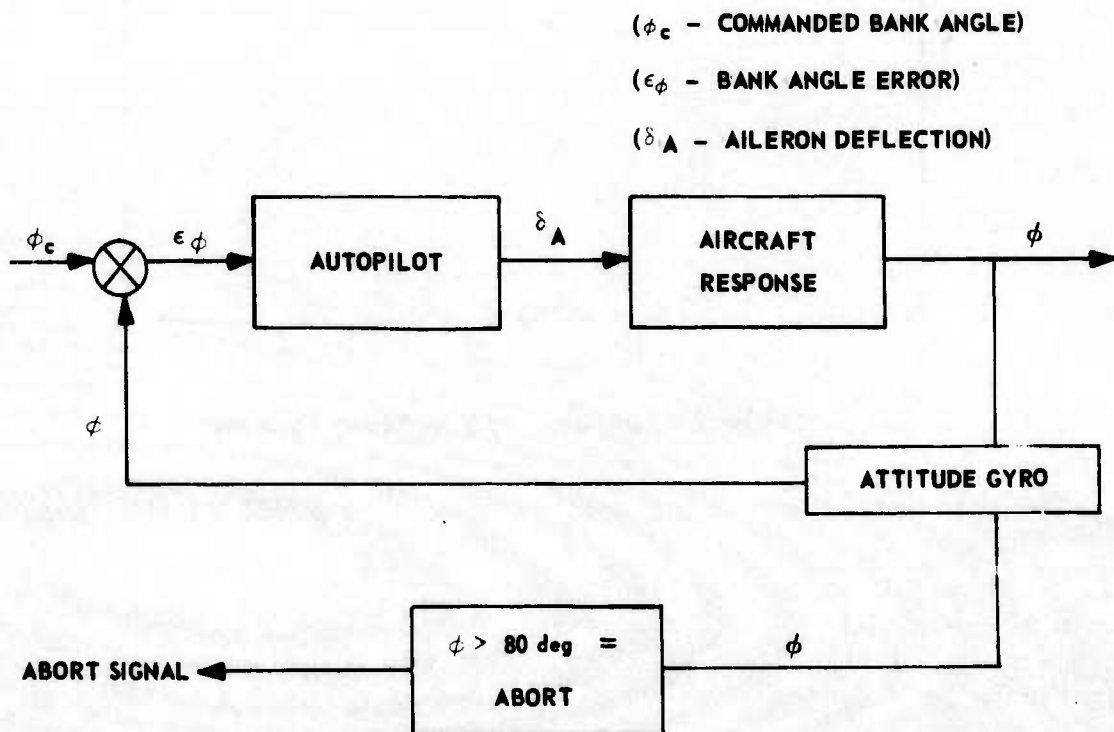 (ϕc – COMMANDED BANK ANGLE)
(ϵϕ – BANK ANGLE ERROR)
(δA – AILERON DEFLECTION)
ϕc
ϵϕ
AUTOPILOT
δA
AIRCRAFT
RESPONSE
ϕ
ϕ
ATTITUDE GYRO
ϕ > 80 deg =
ABORT
ϕ
ABORT SIGNAL